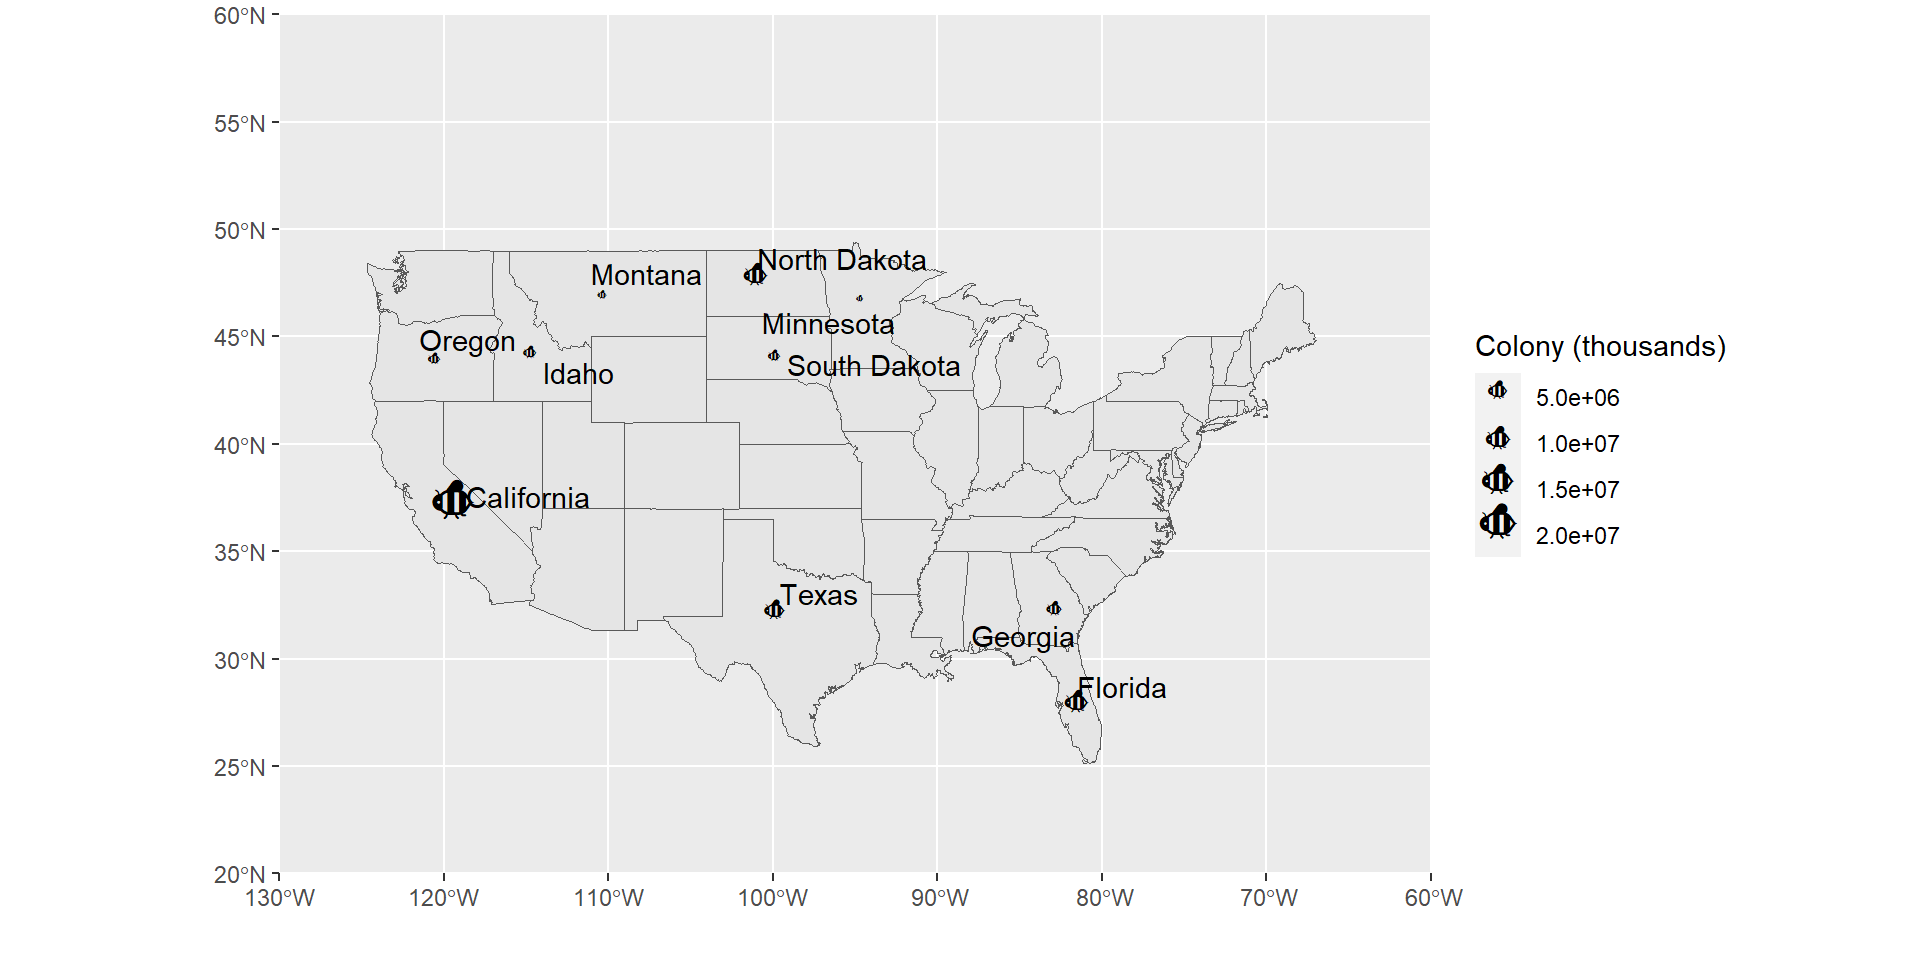 60°N
55°N
50°N
45°N
40°N
35°N
30°N
25°N
20°N
130°W
120°W
110°W
100°W
90°W
80°W
70°W
60°W
North Dakota
Montana
Minnesota
Oregon
South Dakota
Idaho
California
Texas
Georgia
Florida
Colony (thousands)
5.0e+06
1.0e+07
1.5e+07
2.0e+07